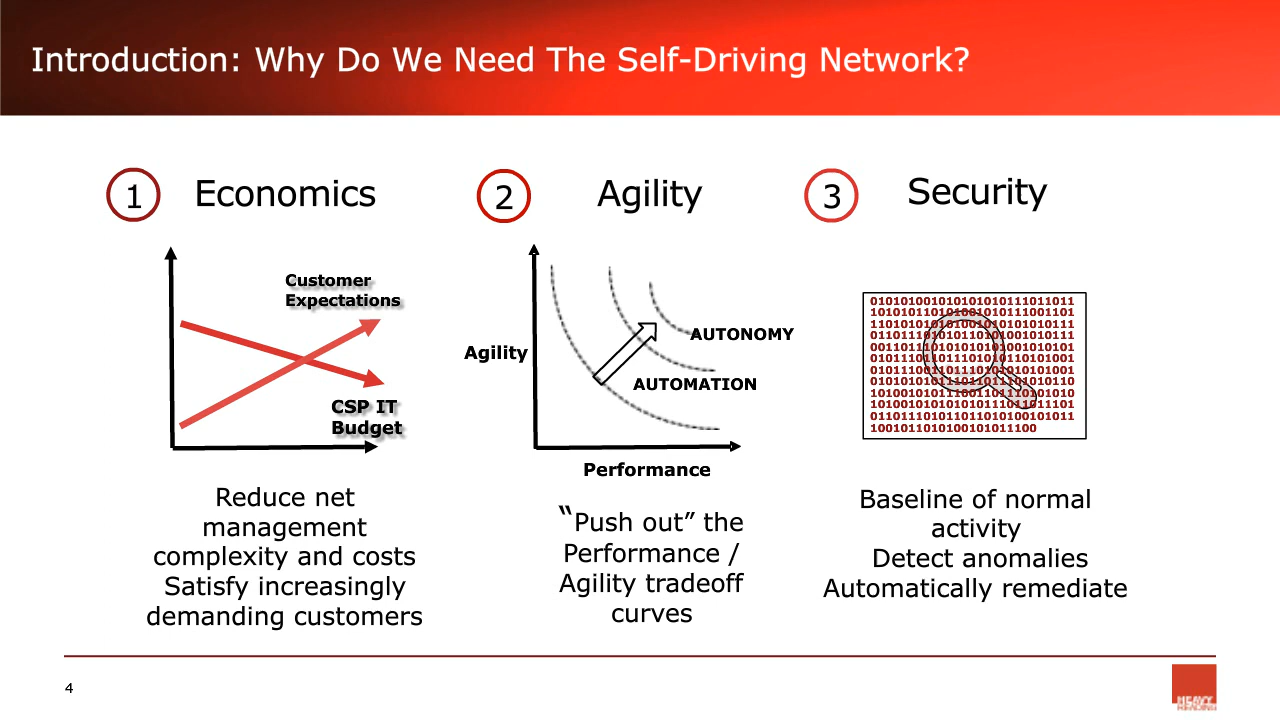 Introduction: Why Do We Need The Self-Driving Network?
1 Economics
Customer
Expectations
CSP IT
Budget
Reduce net
management
complexity and costs
Satisfy increasingly
demanding customers
2 Agility
Agility
AUTONOMY
AUTOMATION
Performance
“Push out” the
Performance /
Agility tradeoff
curves
3 Security
Baseline of normal
activity
Detect anomalies
Automatically remediate
4
HEAVY
READING